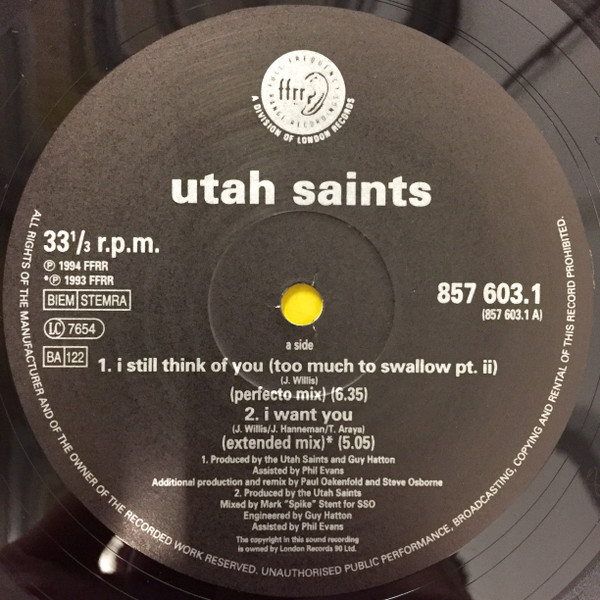 FULL FREQUENCY
ffrr
RANGE RECORDINGS
A DIVISION OF LONDON RECORDS
utah saints
33 1/3 r.p.m.
℗ 1994 FFRR
*℗ 1993 FFRR
BIEM STEMRA
LC 7654
BA 122
857 603.1
(857 603.1 A)
a side
1. i still think of you (too much to swallow pt. ii)
(J. Willis)
(perfecto mix) (6.35)
2. i want you
(J. Willis/J. Hanneman/T. Araya)
(extended mix)* (5.05)
1. Produced by the Utah Saints and Guy Hatton
Assisted by Phil Evans
Additional production and remix by Paul Oakenfold and Steve Osborne
2. Produced by the Utah Saints
Mixed by Mark "Spike" Stent for SSO
Engineered by Guy Hatton
Assisted by Phil Evans
The copyright in this sound recording
is owned by London Records 90 Ltd.
ALL RIGHTS OF THE MANUFACTURER AND OF THE OWNER OF THE RECORDED WORK RESERVED. UNAUTHORISED PUBLIC PERFORMANCE, BROADCASTING, COPYING AND RENTAL OF THIS RECORD PROHIBITED.